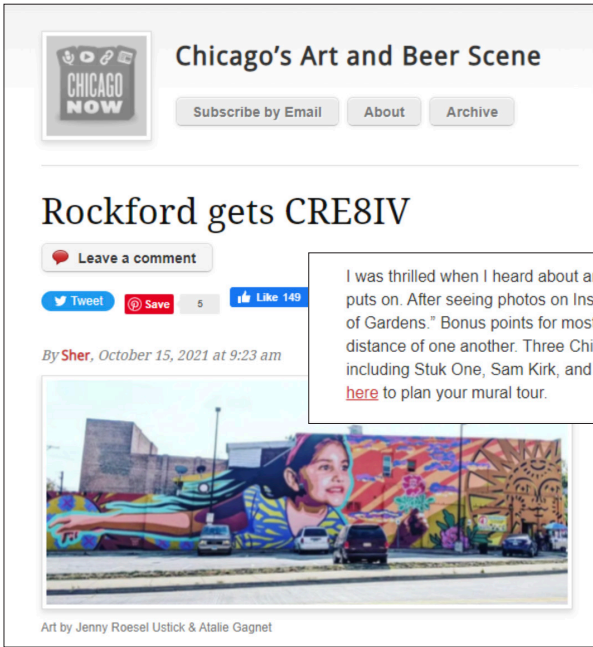 CHICAGO
NOW
Chicago's Art and Beer Scene
Subscribe by Email About Archive
Rockford gets CRE8IV
Leave a comment
Tweet Save 5 Like 149
By Sher, October 15, 2021 at 9:23 am
I was thrilled when I heard about
puts on. After seeing photos on
of Gardens." Bonus points for
distance of one another. Three
including Stuk One, Sam Kirk, and
here to plan your mural tour.
Art by Jenny Roesel Ustick & Atalie Gagnet